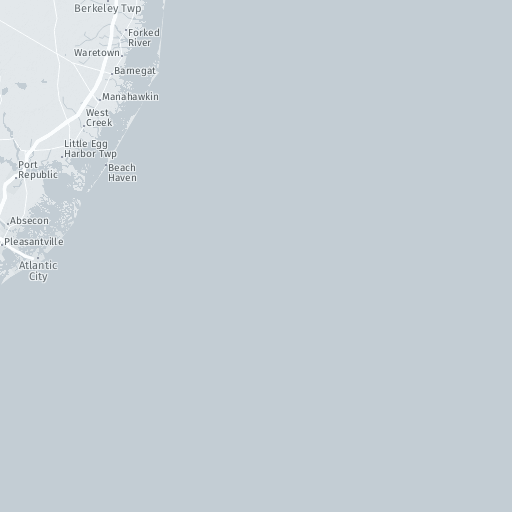 Berkeley Twp
Forked
River
Waretown
Barnegat
Manahawkin
West
Creek
Little Egg
Harbor Twp
Port
Republic
Beach
Haven
Absecon
Pleasantville
Atlantic
City